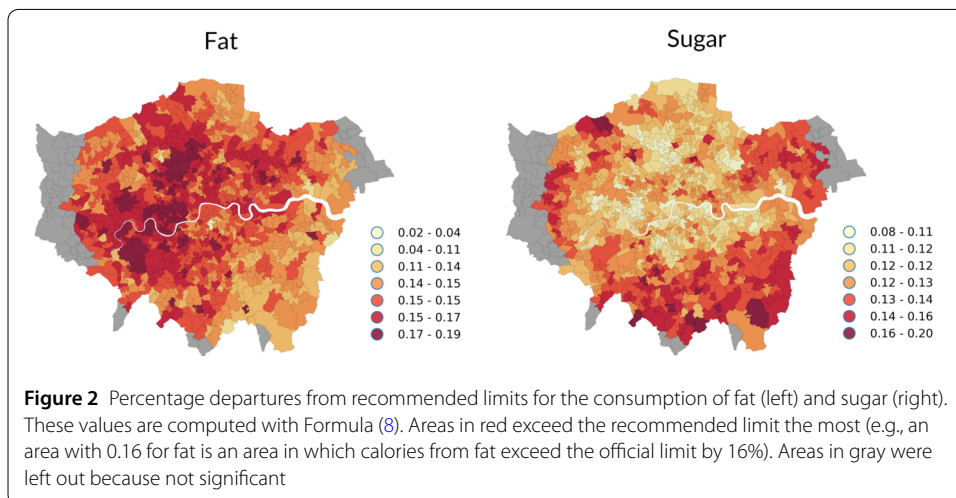 Fat
Sugar
0.02 - 0.04
0.04 - 0.11
0.11 - 0.14
0.14 - 0.15
0.15 - 0.15
0.15 - 0.17
0.17 - 0.19
0.08 - 0.11
0.11 - 0.12
0.12 - 0.12
0.12 - 0.13
0.13 - 0.14
0.14 - 0.16
0.16 - 0.20
Figure 2 Percentage departures from recommended limits for the consumption of fat (left) and sugar (right).
These values are computed with Formula (8). Areas in red exceed the recommended limit the most (e.g., an
area with 0.16 for fat is an area in which calories from fat exceed the official limit by 16%). Areas in gray were
left out because not significant